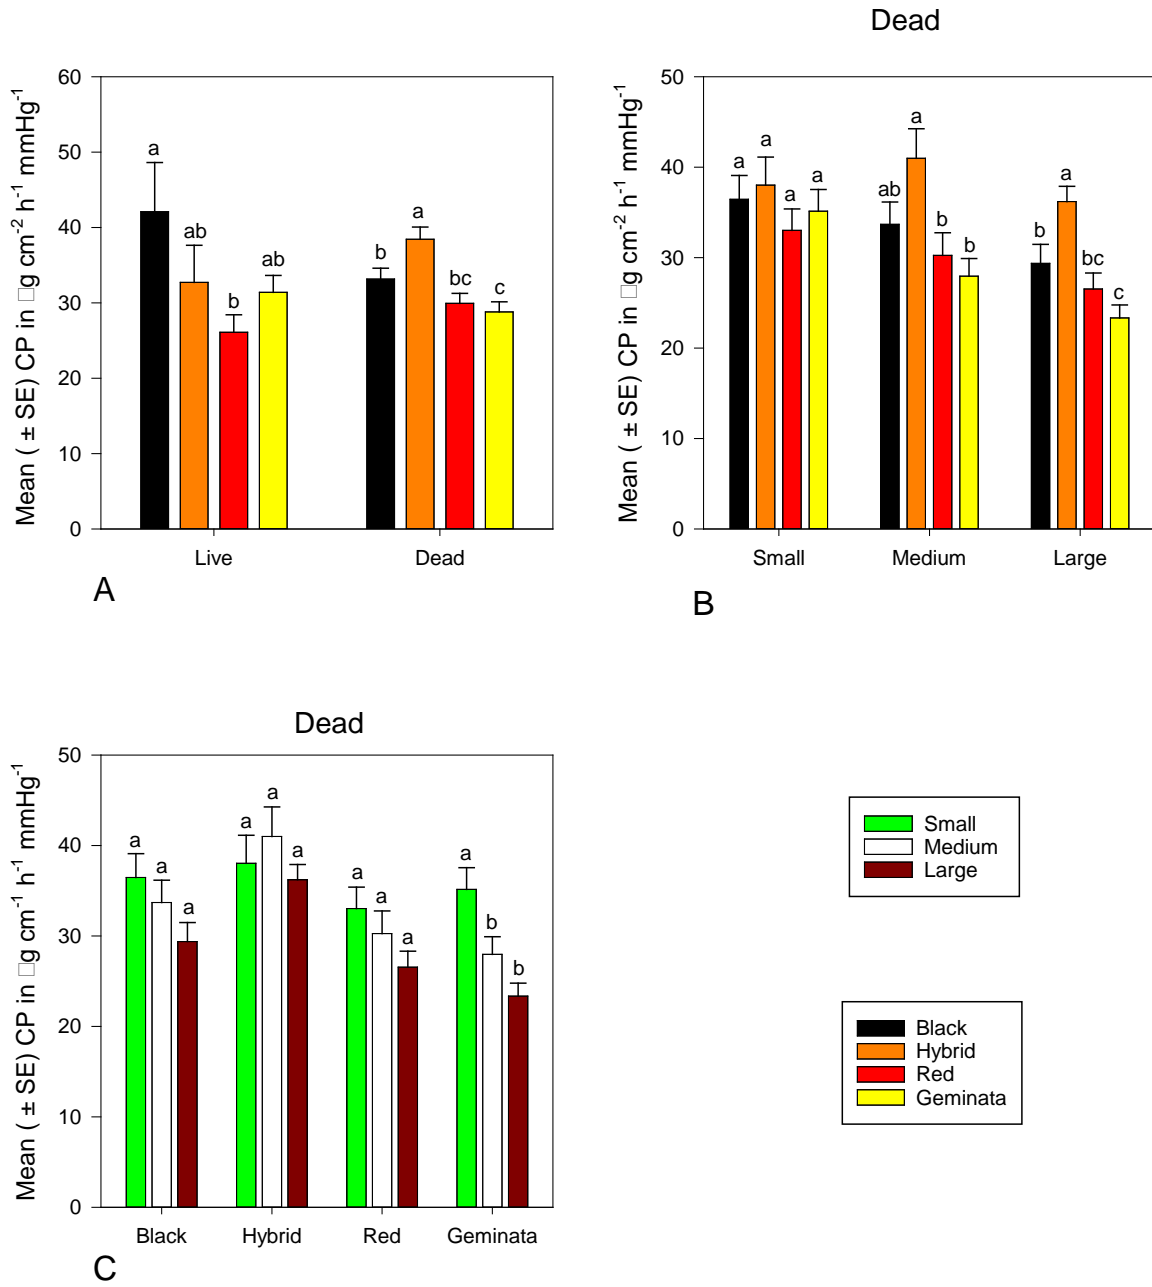 Dead
60
50
40
30
20
10
0
Mean ( ± SE) CP in □g cm-2 h-1 mmHg-1
a
ab
b
ab
b
a
bc
c
Live Dead
A
50
40
30
20
10
0
Mean ( ± SE) CP in □g cm-2 h-1 mmHg-1
a
a
a
a
ab
a
b
b
b
a
bc
c
Small Medium Large
B
Dead
50
40
30
20
10
0
Mean ( ± SE) CP in □g cm-1 h-1 mmHg-1
a
a
a
a
a
a
a
a
a
a
b
b
Black Hybrid Red Geminata
C
Small
Medium
Large
Black
Hybrid
Red
Geminata